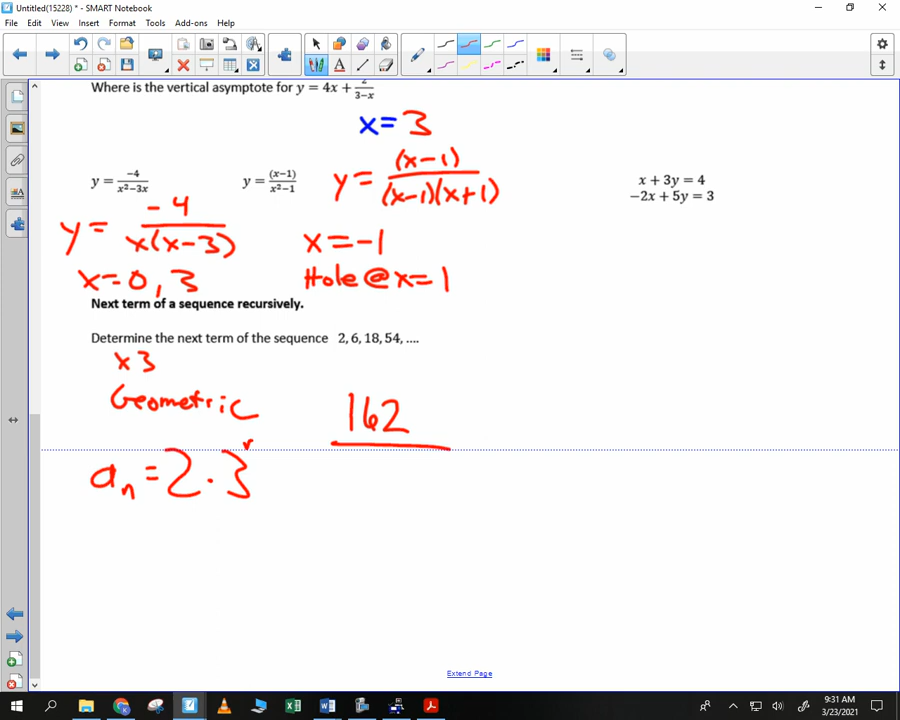 Untitled(15228) * - SMART Notebook
File Edit View Insert Format Tools Add-ons Help
Where is the vertical asymptote for y = 4x + 2/(3−x)
x = 3
y = −4/(x²−3x)
y = (x−1)/(x²−1)
y = (x−1)/((x−1)(x+1))
x + 3y = 4
−2x + 5y = 3
y = −4/(x(x−3))
x = −1
x = 0, 3
Hole @ x = 1
Next term of a sequence recursively.
Determine the next term of the sequence 2, 6, 18, 54, ....
x 3
Geometric
162
aₙ = 2 · 3
Extend Page
9:31 AM
3/23/2021